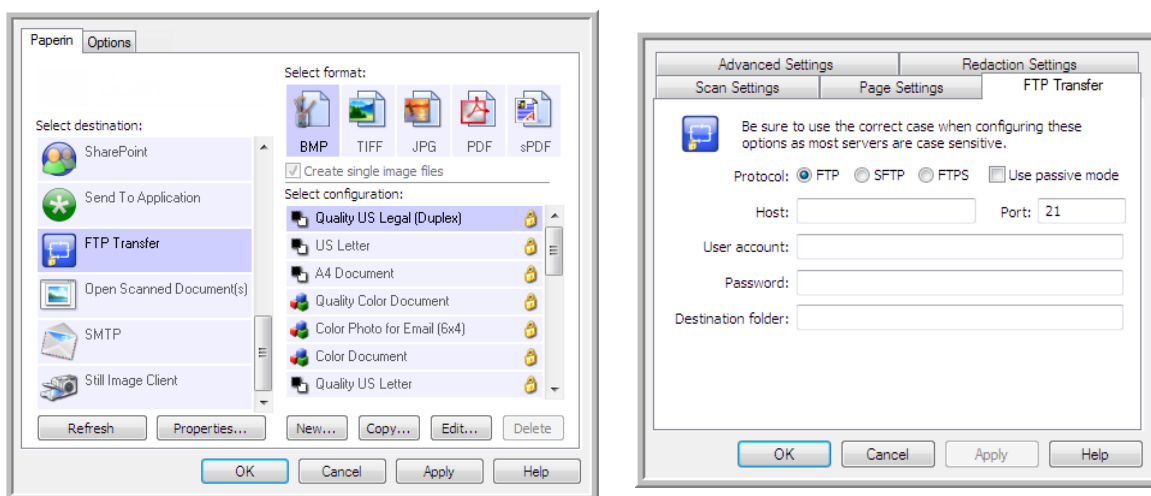 Paperin
Options
Select destination:
SharePoint
Send To Application
FTP Transfer
Open Scanned Document(s)
SMTP
Still Image Client
Refresh
Properties...
Select format:
BMP
TIFF
JPG
PDF
sPDF
Create single image files
Select configuration:
Quality US Legal (Duplex)
US Letter
A4 Document
Quality Color Document
Color Photo for Email (6x4)
Color Document
Quality US Letter
New...
Copy...
Edit...
Delete
OK
Cancel
Apply
Help
Advanced Settings
Redaction Settings
Scan Settings
Page Settings
FTP Transfer
Be sure to use the correct case when configuring these
options as most servers are case sensitive.
Protocol: FTP SFTP FTPS Use passive mode
Host: Port: 21
User account:
Password:
Destination folder:
OK
Cancel
Apply
Help